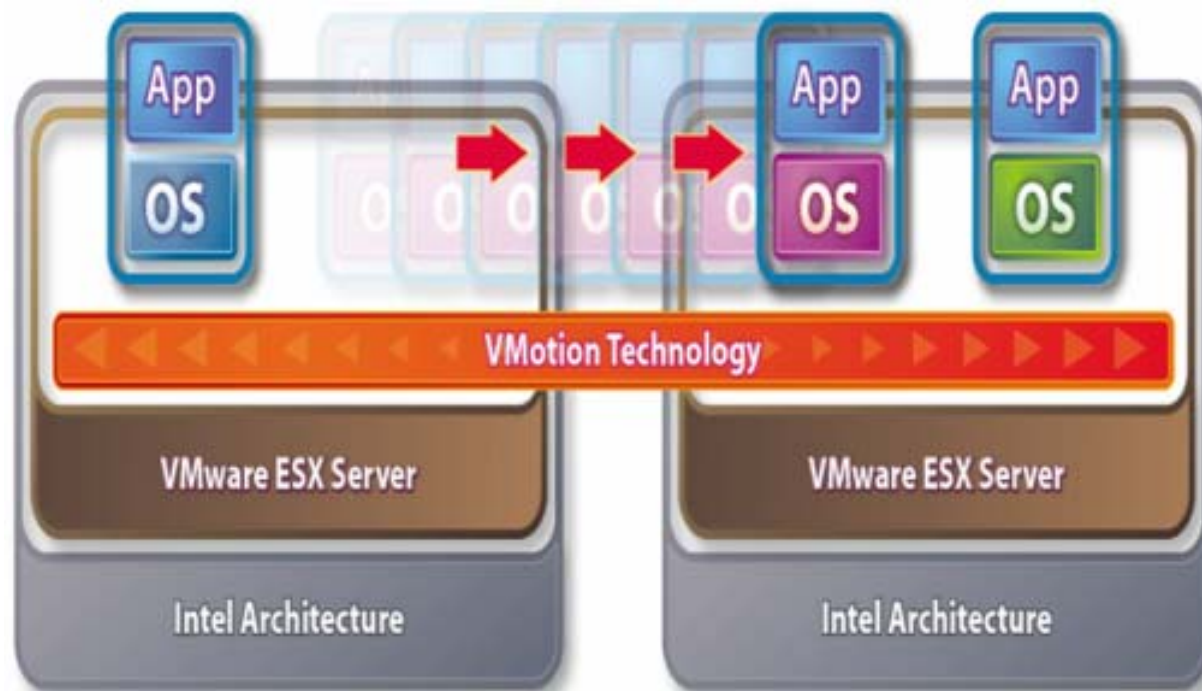 App
OS
App
OS
App
OS
VMotion Technology
VMware ESX Server
VMware ESX Server
Intel Architecture
Intel Architecture